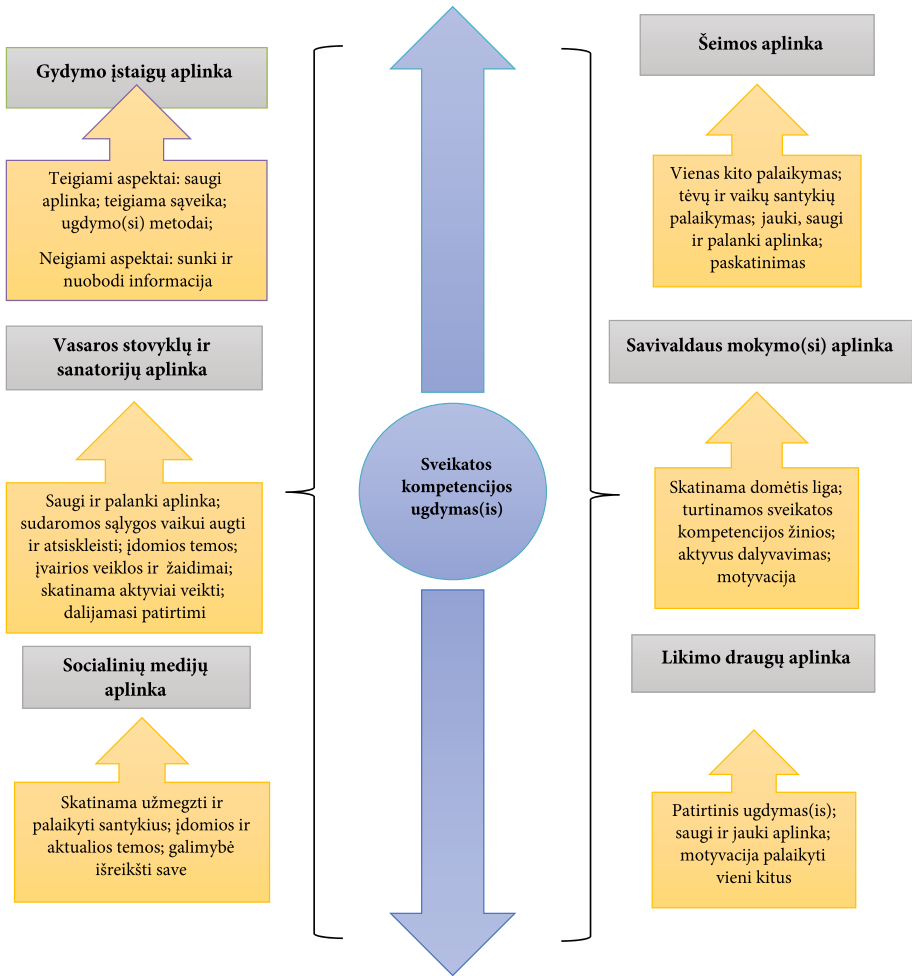 Gydymo įstaigų aplinka
Teigiami aspektai: saugi
aplinka; teigiama sąveika;
ugdymo(si) metodai;
Neigiami aspektai: sunki ir
nuobodi informacija
Vasaros stovyklų ir
sanatorijų aplinka
Saugi ir palanki aplinka;
sudaromos sąlygos vaikui augti
ir atsiskleisti; įdomios temos;
įvairios veiklos ir žaidimai;
skatinama aktyviai veikti;
dalijamasi patirtimi
Socialinių medijų
aplinka
Skatinama užmegzti ir
palaikyti santykius; įdomios ir
aktualios temos; galimybė
išreikšti save
Sveikatos
kompetencijos
ugdymas(is)
Šeimos aplinka
Vienas kito palaikymas;
tėvų ir vaikų santykių
palaikymas; jauki, saugi
ir palanki aplinka;
paskatinimas
Savivaldaus mokymo(si) aplinka
Skatinama domėtis liga;
turtinamos sveikatos
kompetencijos žinios;
aktyvus dalyvavimas;
motyvacija
Likimo draugų aplinka
Patirtinis ugdymas(is);
saugi ir jauki aplinka;
motyvacija palaikyti
vieni kitus